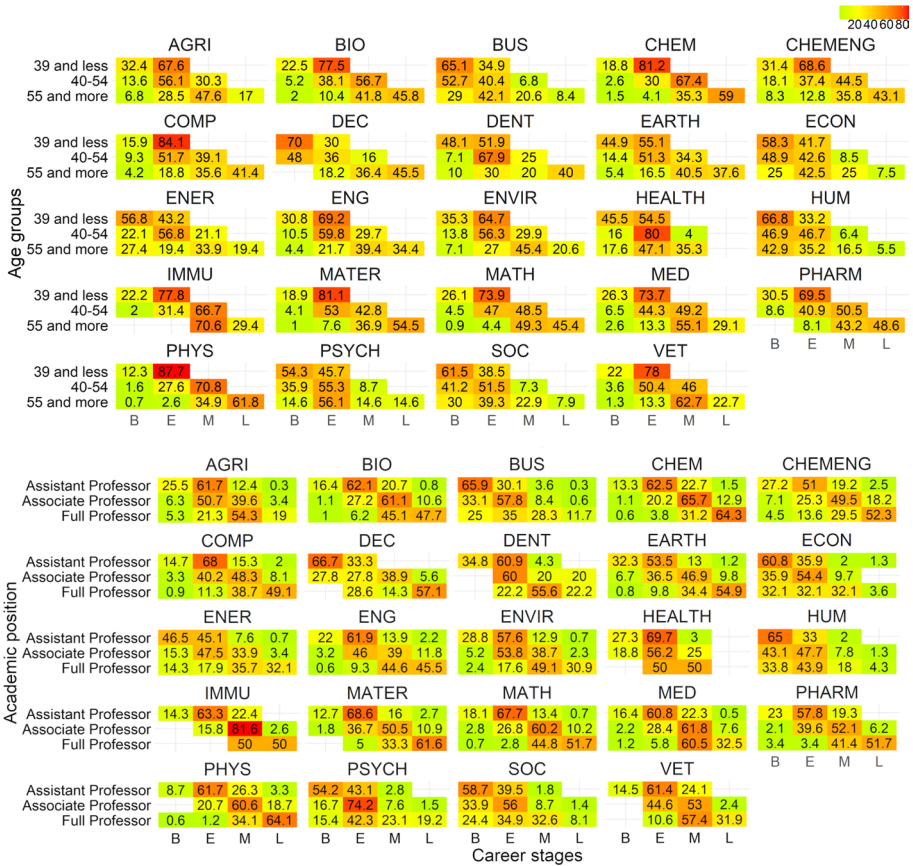 20 40 60 80
AGRI BIO BUS CHEM CHEMENG
39 and less 32.4 67.6 22.5 77.5 65.1 34.9 18.8 81.2 31.4 68.6
40-54 13.6 56.1 30.3 5.2 38.1 56.7 52.7 40.4 6.8 2.6 30 67.4 18.1 37.4 44.5
55 and more 6.8 28.5 47.6 17 2 10.4 41.8 45.8 29 42.1 20.6 8.4 1.5 4.1 35.3 59 8.3 12.8 35.8 43.1
COMP DEC DENT EARTH ECON
39 and less 15.9 84.1 70 30 48.1 51.9 44.9 55.1 58.3 41.7
40-54 9.3 51.7 39.1 48 36 16 7.1 67.9 25 14.4 51.3 34.3 48.9 42.6 8.5
55 and more 4.2 18.8 35.6 41.4 18.2 36.4 45.5 10 30 20 40 5.4 16.5 40.5 37.6 25 42.5 25 7.5
ENER ENG ENVIR HEALTH HUM
39 and less 56.8 43.2 30.8 69.2 35.3 64.7 45.5 54.5 66.8 33.2
40-54 22.1 56.8 21.1 10.5 59.8 29.7 13.8 56.3 29.9 16 80 4 46.9 46.7 6.4
55 and more 27.4 19.4 33.9 19.4 4.4 21.7 39.4 34.4 7.1 27 45.4 20.6 17.6 47.1 35.3 42.9 35.2 16.5 5.5
Age groups
IMMU MATER MATH MED PHARM
39 and less 22.2 77.8 18.9 81.1 26.1 73.9 26.3 73.7 30.5 69.5
40-54 2 31.4 66.7 4.1 53 42.8 4.5 47 48.5 6.5 44.3 49.2 8.6 40.9 50.5
55 and more 70.6 29.4 1 7.6 36.9 54.5 0.9 4.4 49.3 45.4 2.6 13.3 55.1 29.1 8.1 43.2 48.6
B E M L
PHYS PSYCH SOC VET
39 and less 12.3 87.7 54.3 45.7 61.5 38.5 22 78
40-54 1.6 27.6 70.8 35.9 55.3 8.7 41.2 51.5 7.3 3.6 50.4 46
55 and more 0.7 2.6 34.9 61.8 14.6 56.1 14.6 14.6 30 39.3 22.9 7.9 1.3 13.3 62.7 22.7
B E M L B E M L B E M L B E M L
AGRI BIO BUS CHEM CHEMENG
Assistant Professor 25.5 61.7 12.4 0.3 16.4 62.1 20.7 0.8 65.9 30.1 3.6 0.3 13.3 62.5 22.7 1.5 27.2 51 19.2 2.5
Associate Professor 6.3 50.7 39.6 3.4 1.1 27.2 61.1 10.6 33.1 57.8 8.4 0.6 1.1 20.2 65.7 12.9 7.1 25.3 49.5 18.2
Full Professor 5.3 21.3 54.3 19 1 6.2 45.1 47.7 25 35 28.3 11.7 0.6 3.8 31.2 64.3 4.5 13.6 29.5 52.3
COMP DEC DENT EARTH ECON
Assistant Professor 14.7 68 15.3 2 66.7 33.3 34.8 60.9 4.3 32.3 53.5 13 1.2 60.8 35.9 2 1.3
Associate Professor 3.3 40.2 48.3 8.1 27.8 27.8 38.9 5.6 60 20 20 6.7 36.5 46.9 9.8 35.9 54.4 9.7
Full Professor 0.9 11.3 38.7 49.1 28.6 14.3 57.1 22.2 55.6 22.2 0.8 9.8 34.4 54.9 32.1 32.1 32.1 3.6
ENER ENG ENVIR HEALTH HUM
Assistant Professor 46.5 45.1 7.6 0.7 22 61.9 13.9 2.2 28.8 57.6 12.9 0.7 27.3 69.7 3 65 33 2
Associate Professor 15.3 47.5 33.9 3.4 3.2 46 39 11.8 5.2 53.8 38.7 2.3 18.8 56.2 25 43.1 47.7 7.8 1.3
Full Professor 14.3 17.9 35.7 32.1 0.6 9.3 44.6 45.5 2.4 17.6 49.1 30.9 50 50 33.8 43.9 18 4.3
Academic position
IMMU MATER MATH MED PHARM
Assistant Professor 14.3 63.3 22.4 12.7 68.6 16 2.7 18.1 67.7 13.4 0.7 16.4 60.8 22.3 0.5 23 57.8 19.3
Associate Professor 15.8 81.6 2.6 1.8 36.7 50.5 10.9 2.8 26.8 60.2 10.2 2.2 28.4 61.8 7.6 2.1 39.6 52.1 6.2
Full Professor 50 50 5 33.3 61.6 0.7 2.8 44.8 51.7 1.2 5.8 60.5 32.5 3.4 3.4 41.4 51.7
B E M L
PHYS PSYCH SOC VET
Assistant Professor 8.7 61.7 26.3 3.3 54.2 43.1 2.8 58.7 39.5 1.8 14.5 61.4 24.1
Associate Professor 20.7 60.6 18.7 16.7 74.2 7.6 1.5 33.9 56 8.7 1.4 44.6 53 2.4
Full Professor 0.6 1.2 34.1 64.1 15.4 42.3 23.1 19.2 24.4 34.9 32.6 8.1 10.6 57.4 31.9
B E M L B E M L B E M L B E M L
Career stages